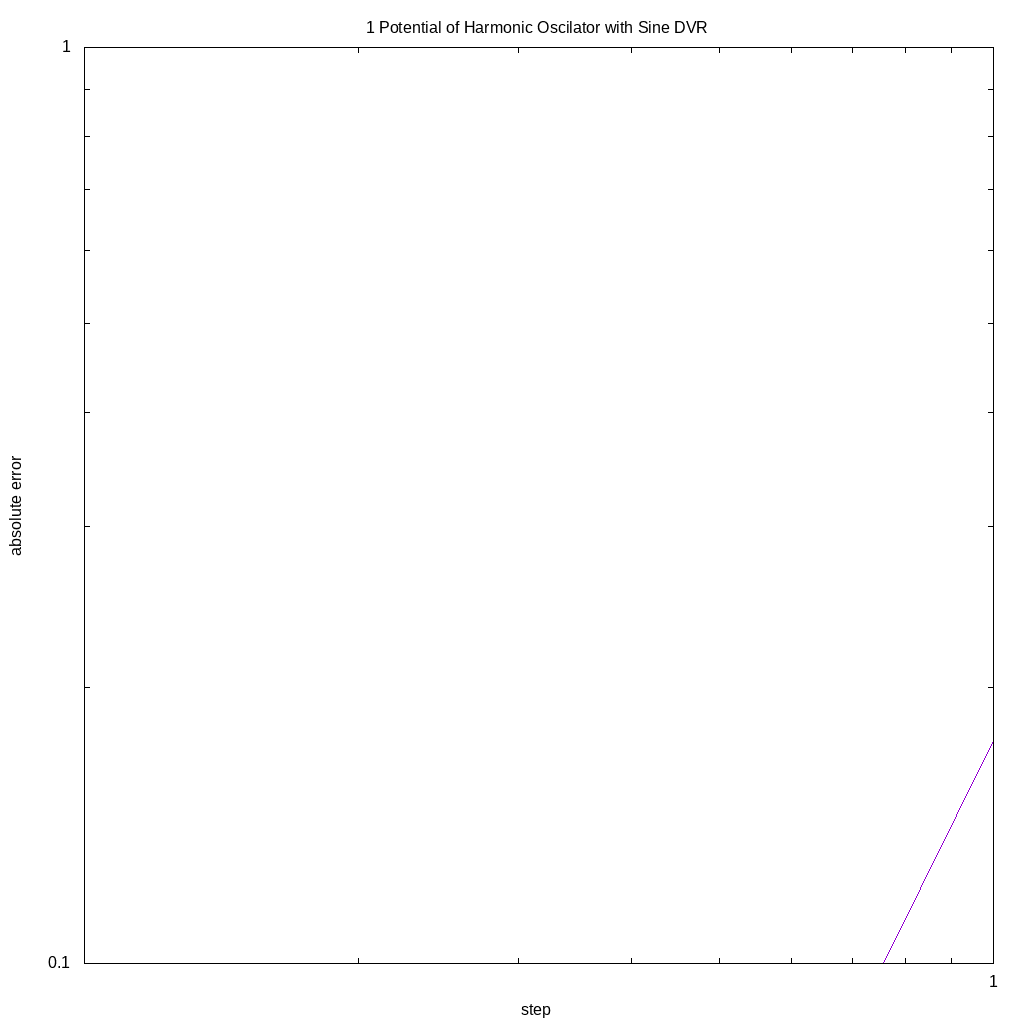 1 Potential of Harmonic Oscilator with Sine DVR
1
absolute error
0.1
1
step